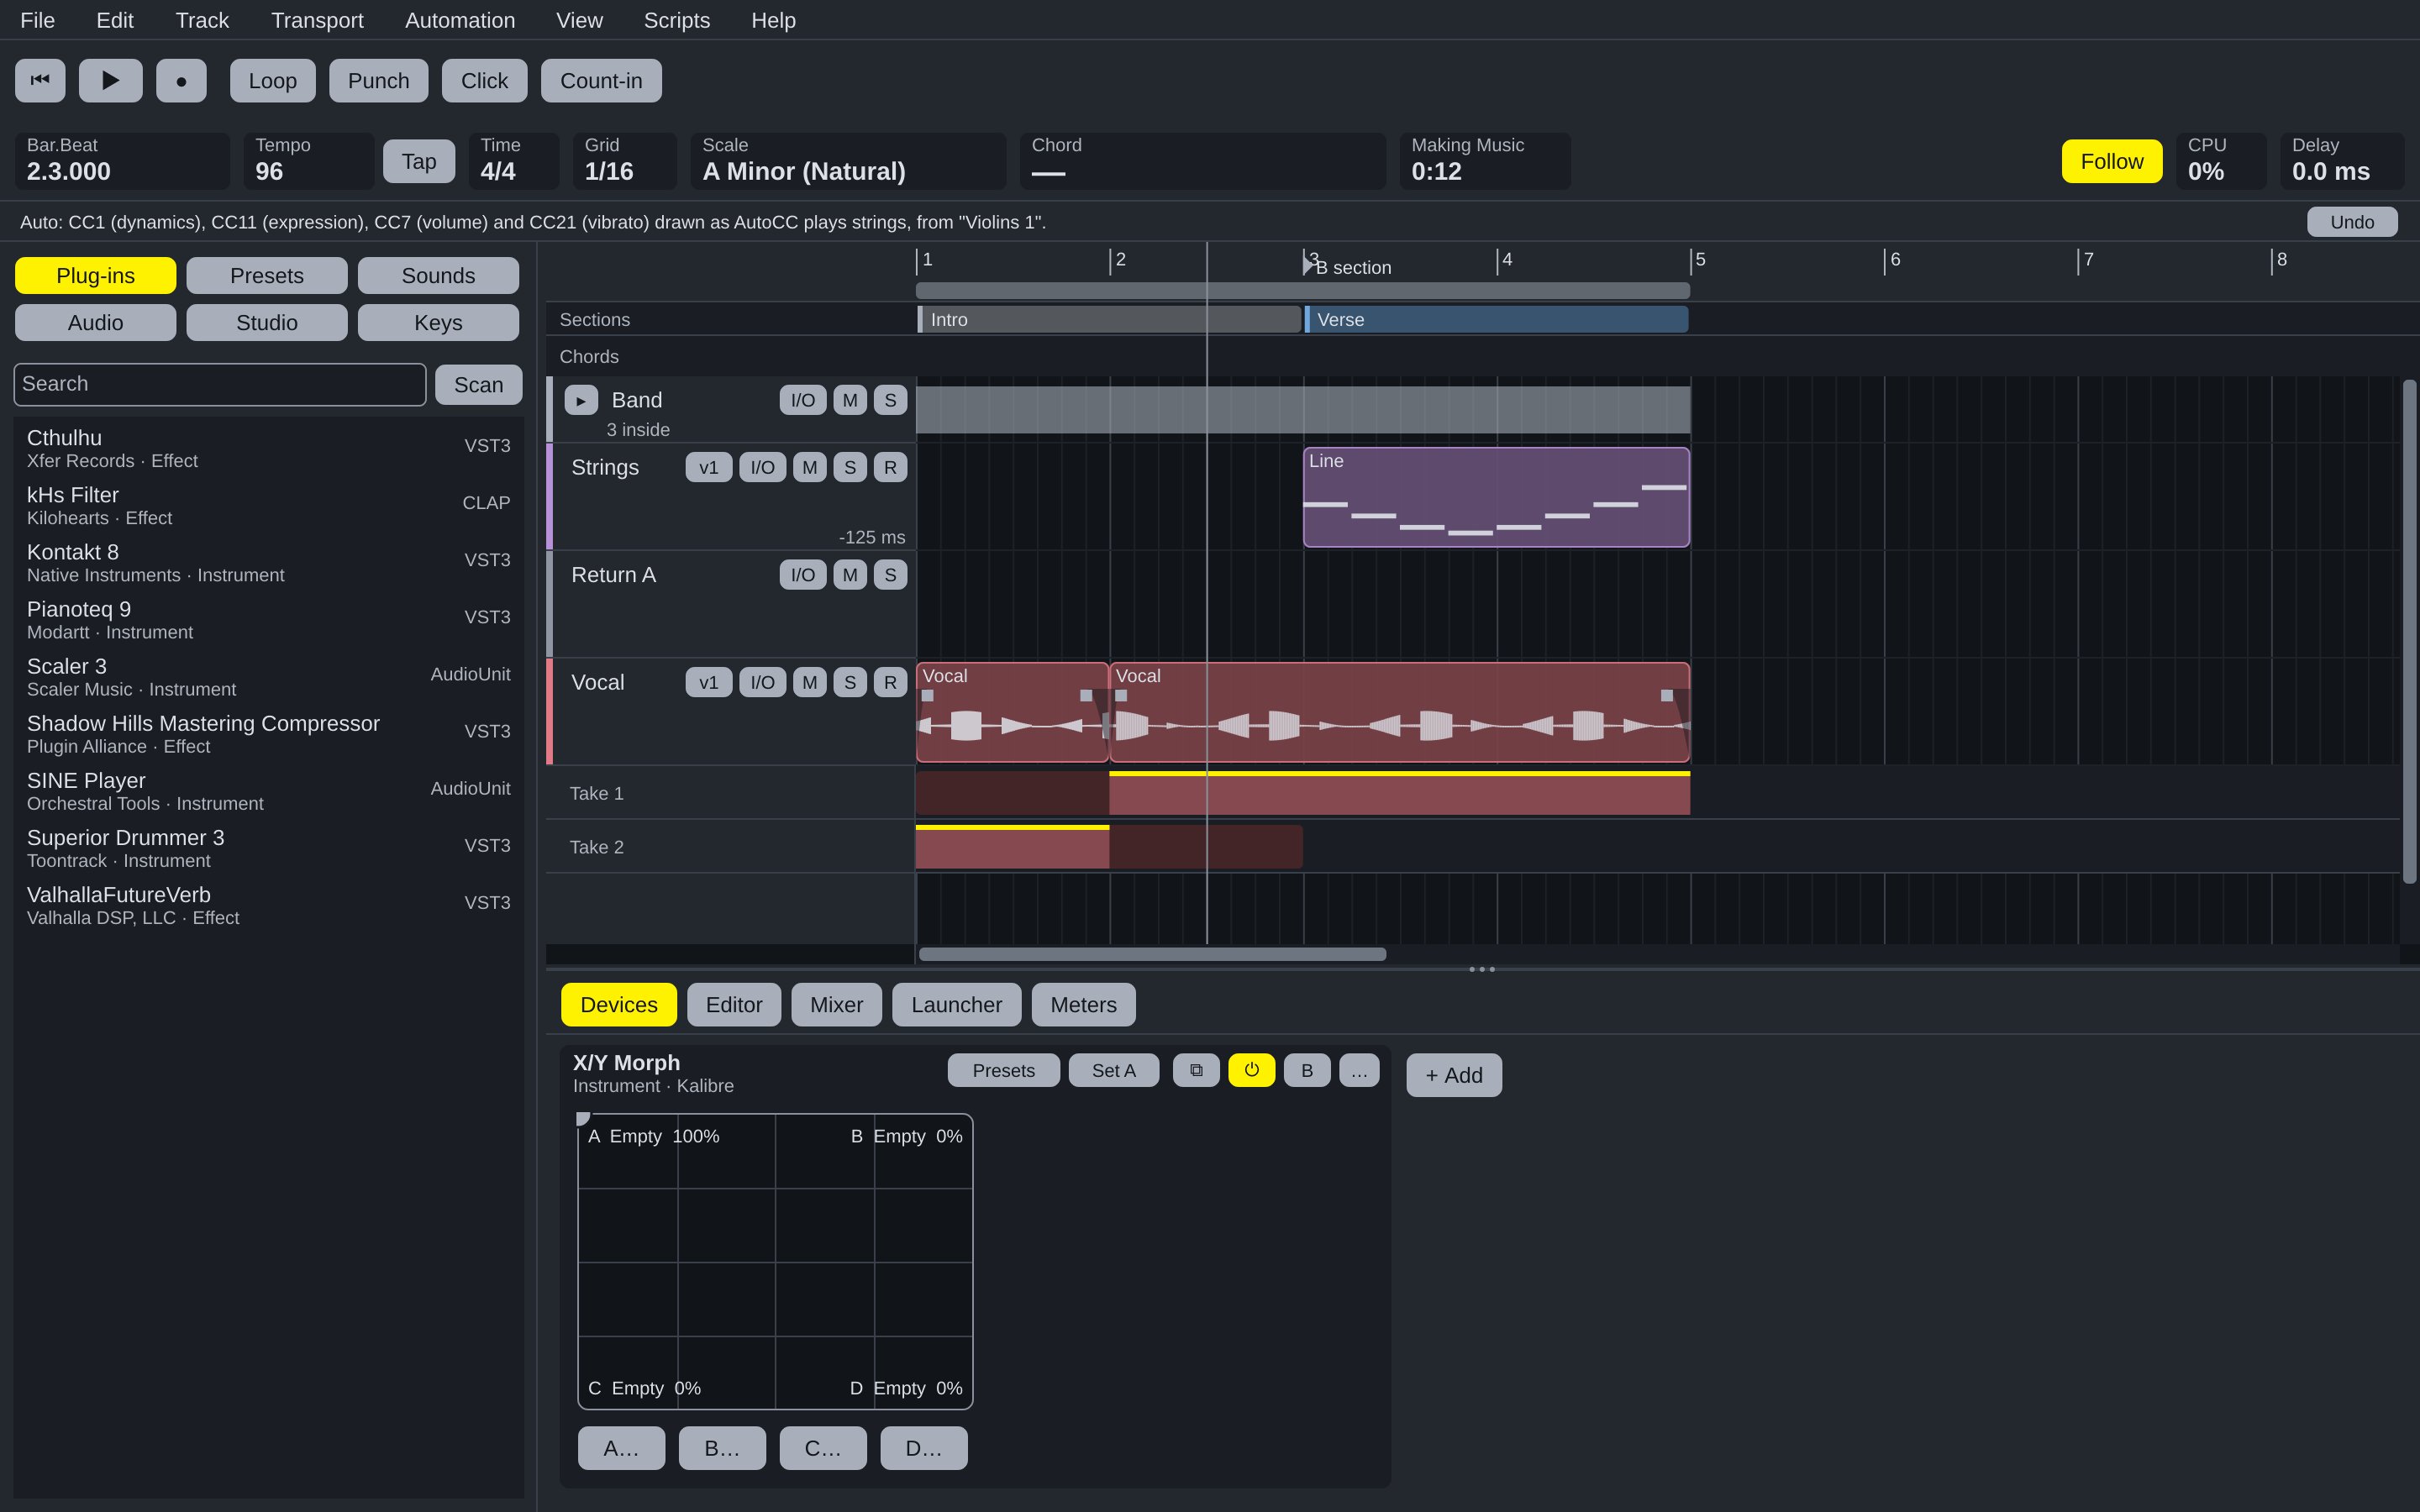 File Edit Track Transport Automation View Scripts Help
Loop Punch Click Count-in
Bar.Beat 2.3.000
Tempo 96
Tap
Time 4/4
Grid 1/16
Scale A Minor (Natural)
Chord —
Making Music 0:12
Follow
CPU 0%
Delay 0.0 ms
Auto: CC1 (dynamics), CC11 (expression), CC7 (volume) and CC21 (vibrato) drawn as AutoCC plays strings, from "Violins 1".
Undo
Plug-ins Presets Sounds
Audio Studio Keys
Search Scan
Cthulhu VST3
Xfer Records · Effect
kHs Filter CLAP
Kilohearts · Effect
Kontakt 8 VST3
Native Instruments · Instrument
Pianoteq 9 VST3
Modartt · Instrument
Scaler 3 AudioUnit
Scaler Music · Instrument
Shadow Hills Mastering Compressor VST3
Plugin Alliance · Effect
SINE Player AudioUnit
Orchestral Tools · Instrument
Superior Drummer 3 VST3
Toontrack · Instrument
ValhallaFutureVerb VST3
Valhalla DSP, LLC · Effect
1 2 3 4 5 6 7 8
B section
Sections Intro Verse
Chords
Band I/O M S
3 inside
Strings v1 I/O M S R
-125 ms
Line
Return A I/O M S
Vocal v1 I/O M S R
Vocal Vocal
Take 1
Take 2
Devices Editor Mixer Launcher Meters
X/Y Morph
Instrument · Kalibre
Presets Set A B …
+ Add
A Empty 100% B Empty 0%
C Empty 0% D Empty 0%
A… B… C… D…